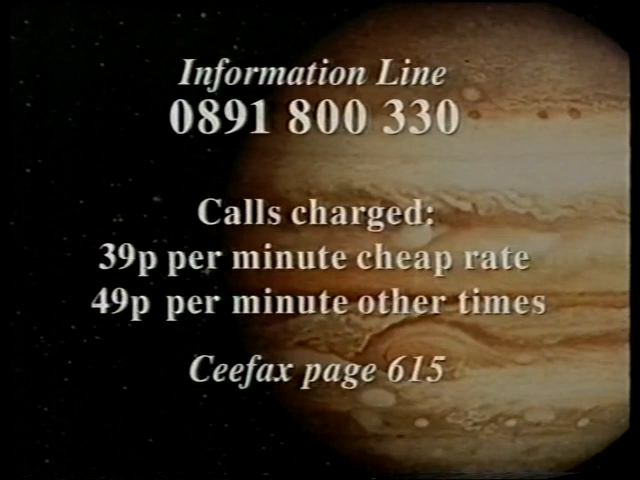 Information Line
0891 800 330
Calls charged:
39p per minute cheap rate
49p per minute other times
Ceefax page 615